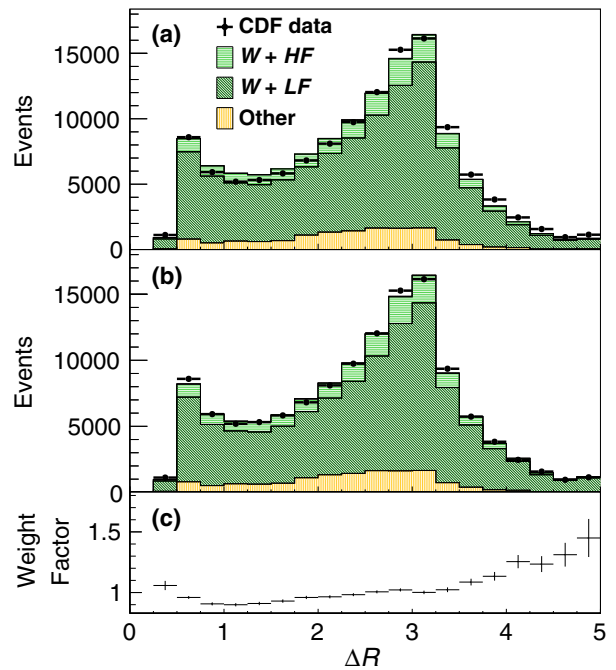 (a)
CDF data
W + HF
W + LF
Other
15000
10000
5000
0
Events
(b)
15000
10000
5000
0
Events
(c)
1.5
1
Weight
Factor
0 1 2 3 4 5
ΔR